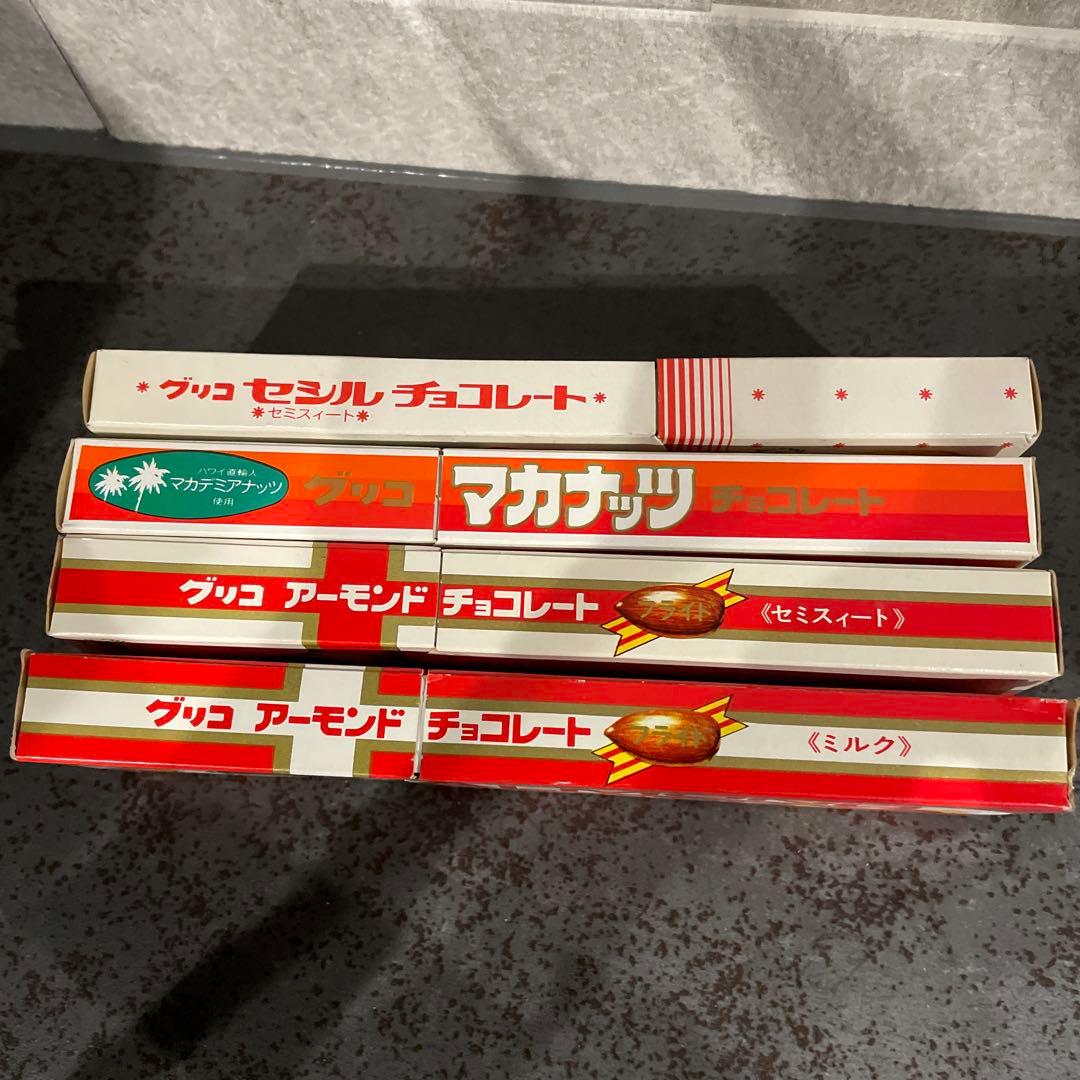 ＊グリコ セシル チョコレート＊
＊セミスィート＊
ハワイ直輸入
マカデミアナッツ
使用
グリコ マカナッツ チョコレート
グリコ アーモンド チョコレート フライド 《セミスィート》
グリコ アーモンド チョコレート フライド 《ミルク》